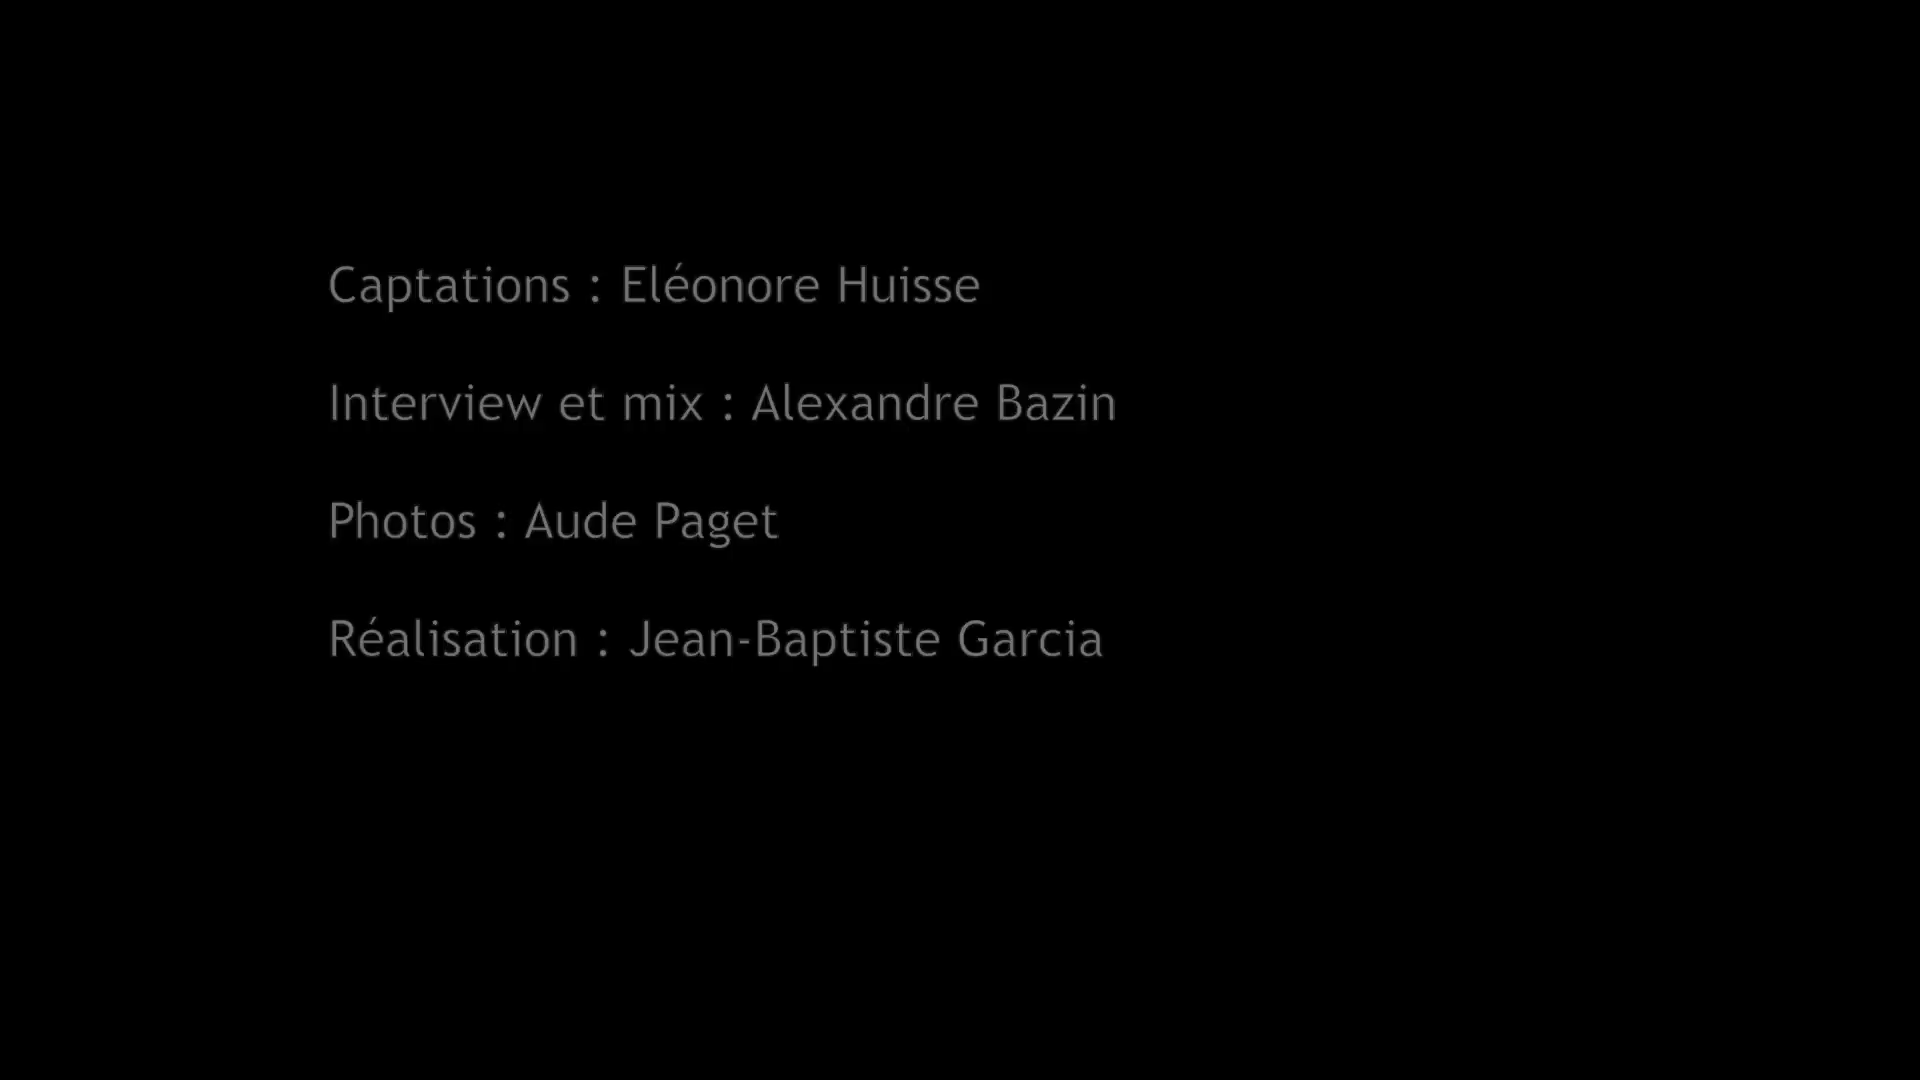 Captations : Eléonore Huisse
Interview et mix : Alexandre Bazin
Photos : Aude Paget
Réalisation : Jean-Baptiste Garcia